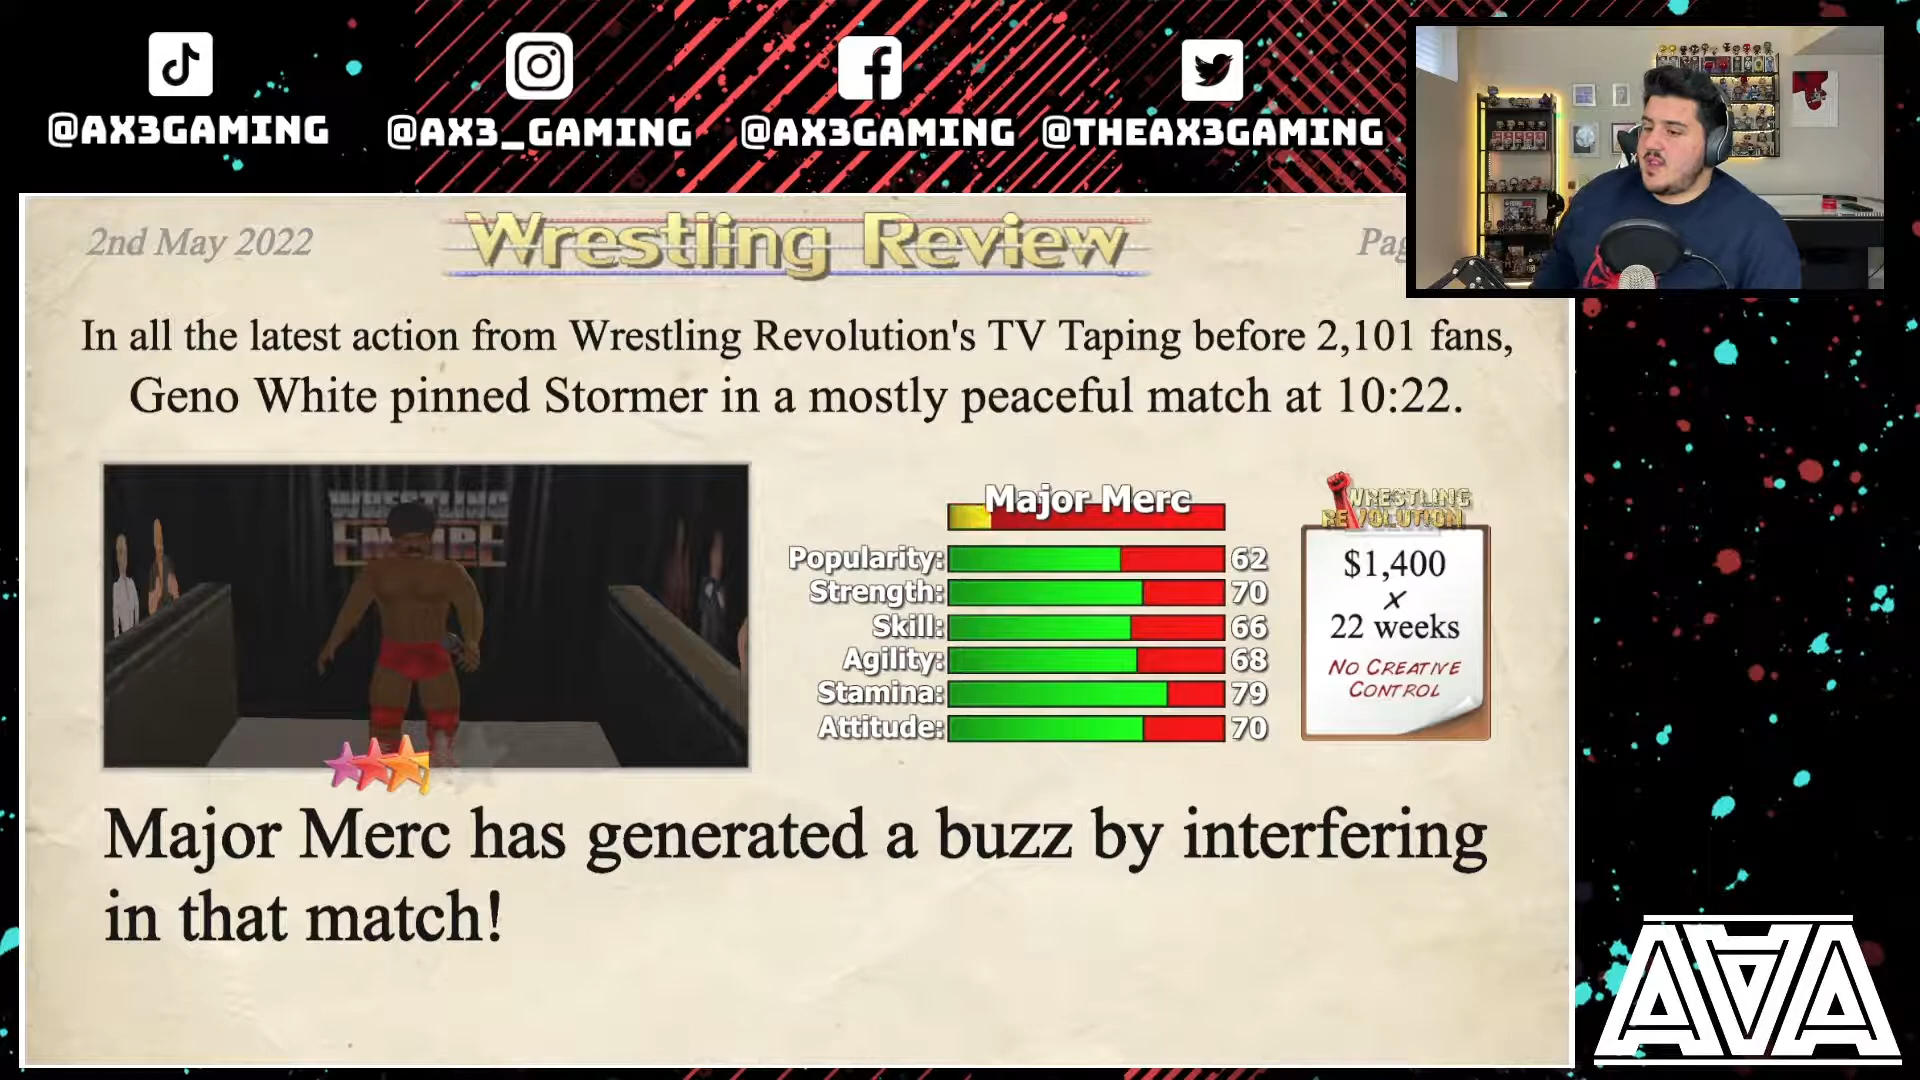 @AX3GAMING
@AX3_GAMING
@AX3GAMING
@THEAX3GAMING
2nd May 2022
Wrestling Review
In all the latest action from Wrestling Revolution's TV Taping before 2,101 fans,
Geno White pinned Stormer in a mostly peaceful match at 10:22.
WRESTLING
EMPIRE
Major Merc
Popularity: 62
Strength: 70
Skill: 66
Agility: 68
Stamina: 79
Attitude: 70
WRESTLING
REVOLUTION
$1,400
x
22 weeks
NO CREATIVE
CONTROL
Major Merc has generated a buzz by interfering
in that match!